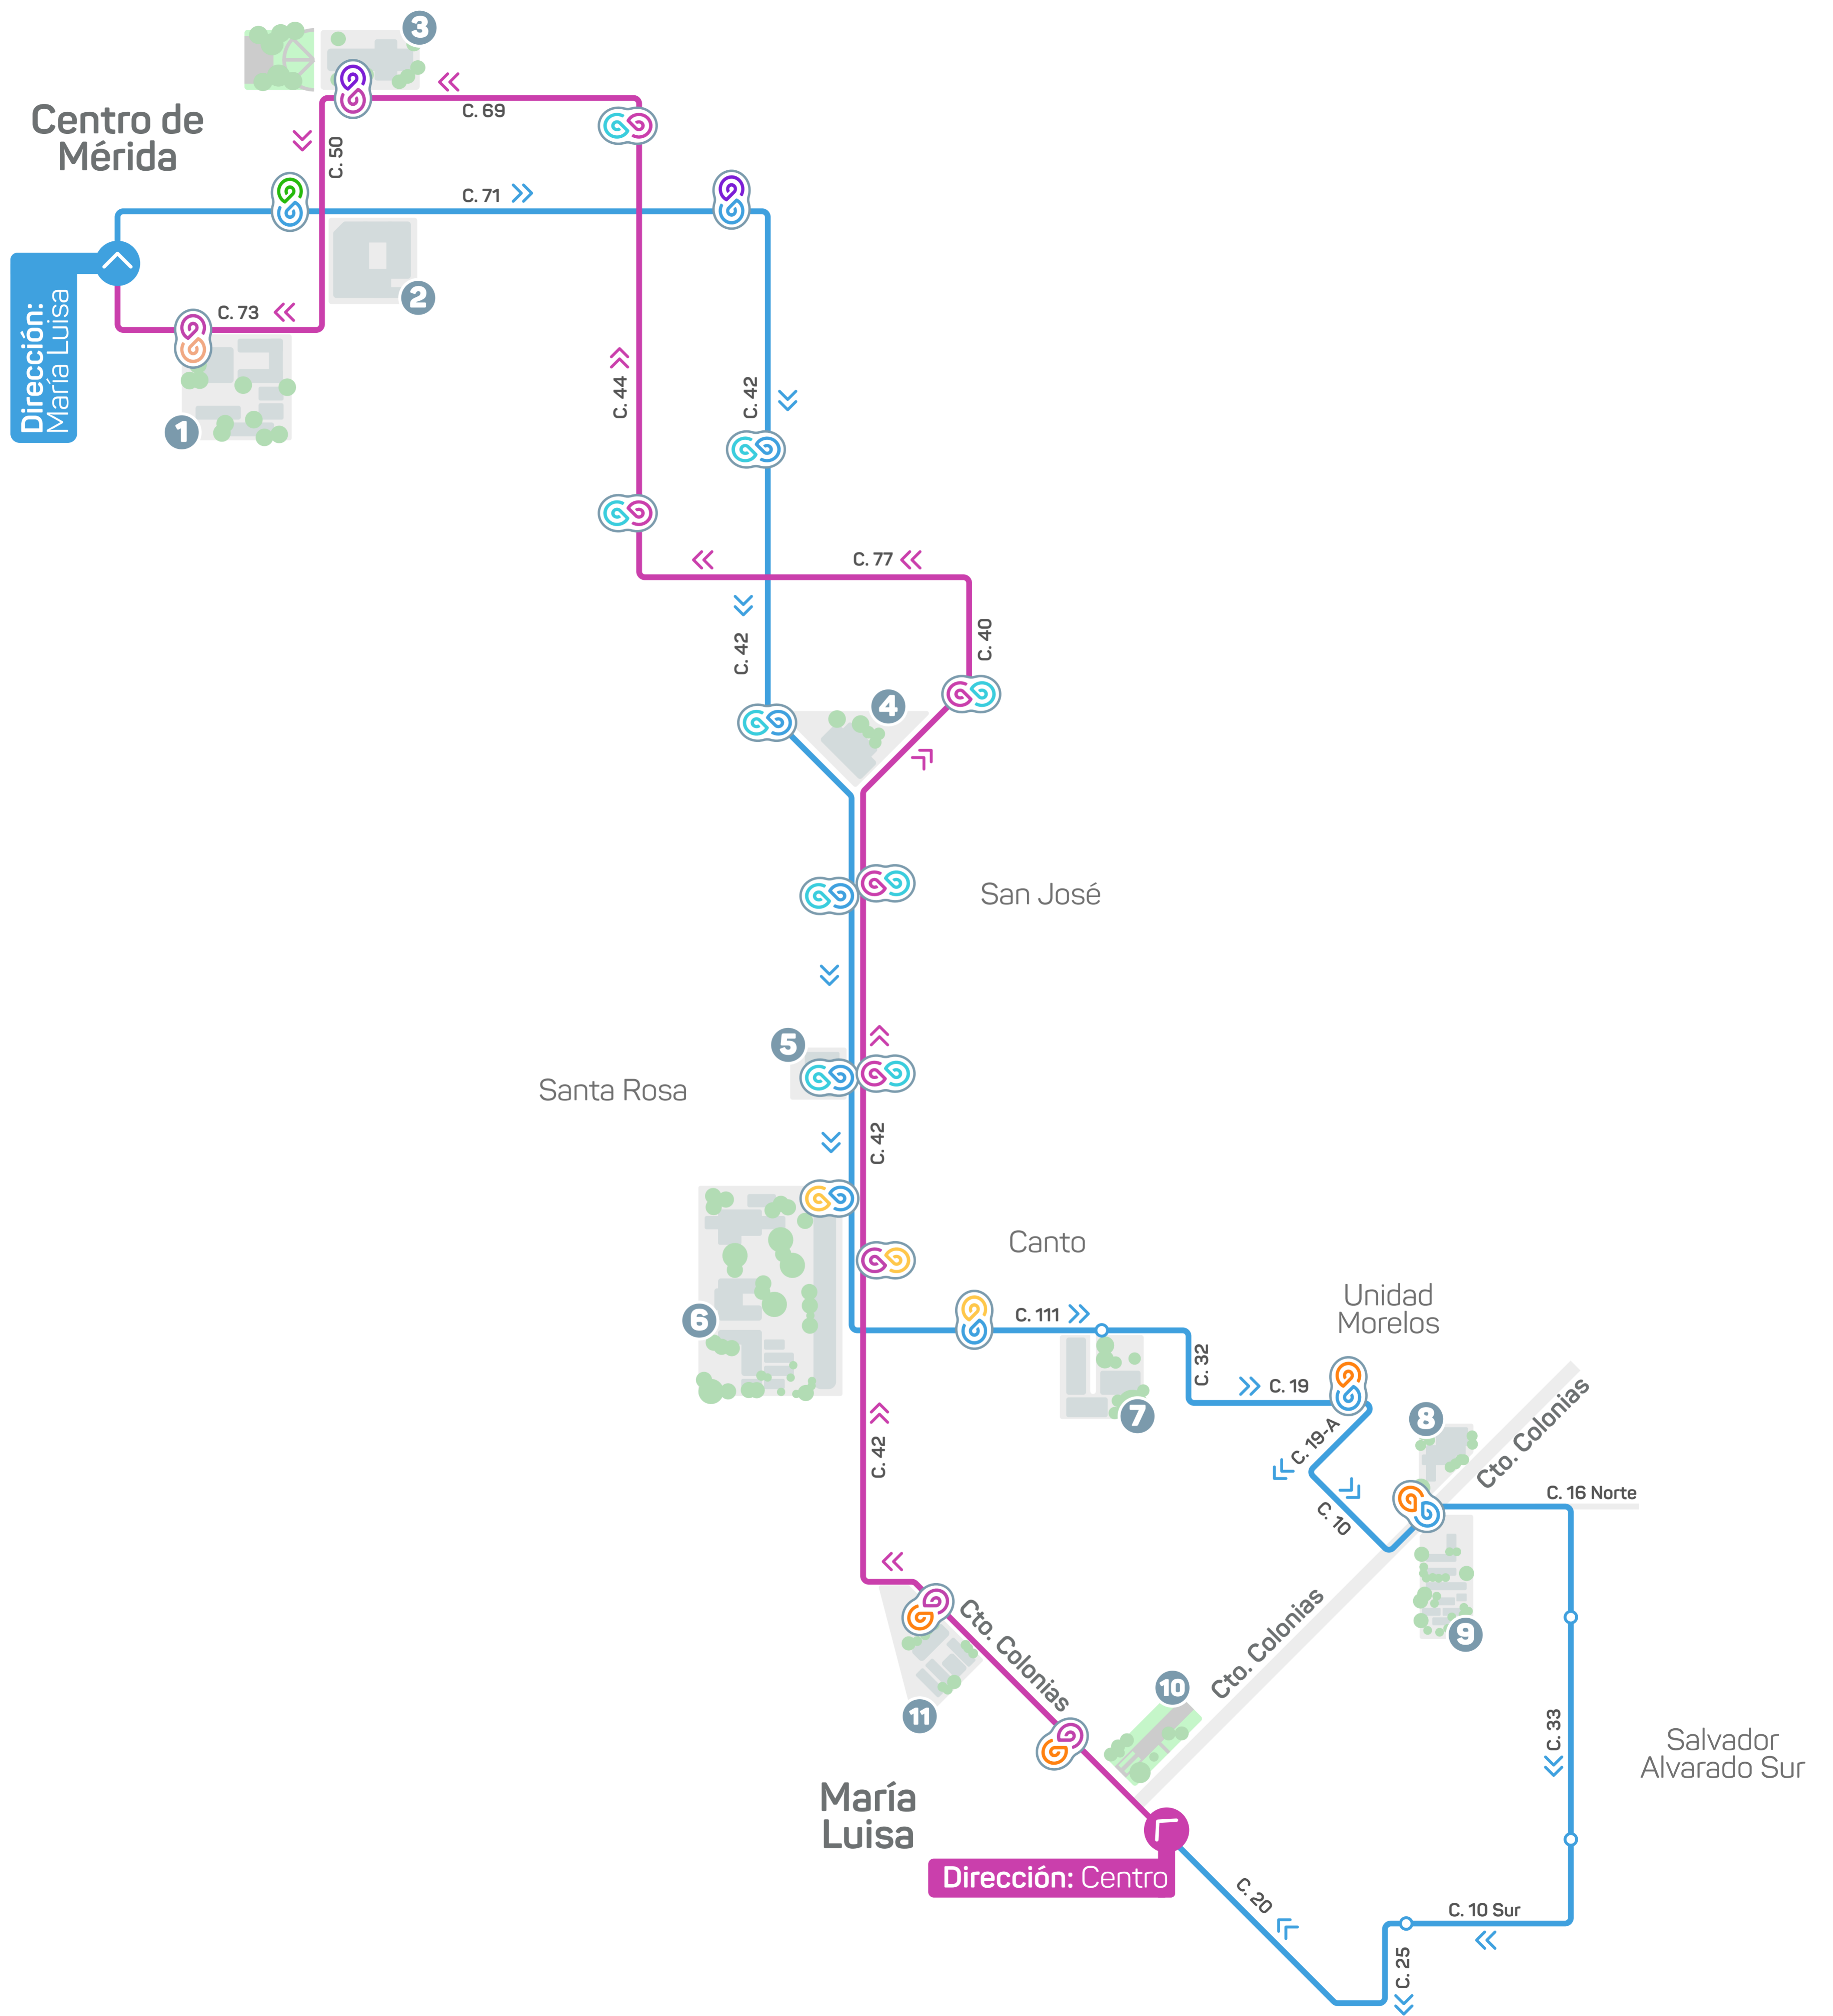 3
Centro de
Mérida
C. 69
C. 50
C. 71
2
Dirección:
María Luisa
C. 73
1
C. 44
C. 42
C. 77
C. 42
C. 40
4
San José
5
Santa Rosa
C. 42
Canto
6
C. 111
7
C. 32
Unidad
Morelos
C. 19
C. 19-A
8
Cto. Colonias
C. 42
C. 10
C. 16 Norte
9
Cto. Colonias
Cto. Colonias
10
11
C. 33
Salvador
Alvarado Sur
María
Luisa
Dirección: Centro
C. 20
C. 10 Sur
C. 25